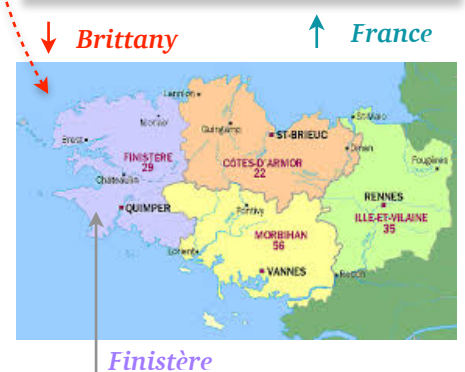 Brittany
France
Lannion
Morlaix
Guingamp
ST-BRIEUC
St-Malo
Brest
Dinan
Fougères
FINISTÈRE
29
CÔTES-D'ARMOR
22
Châteaulin
RENNES
QUIMPER
Pontivy
ILLE-ET-VILAINE
35
MORBIHAN
56
Lorient
VANNES
Redon
Finistère